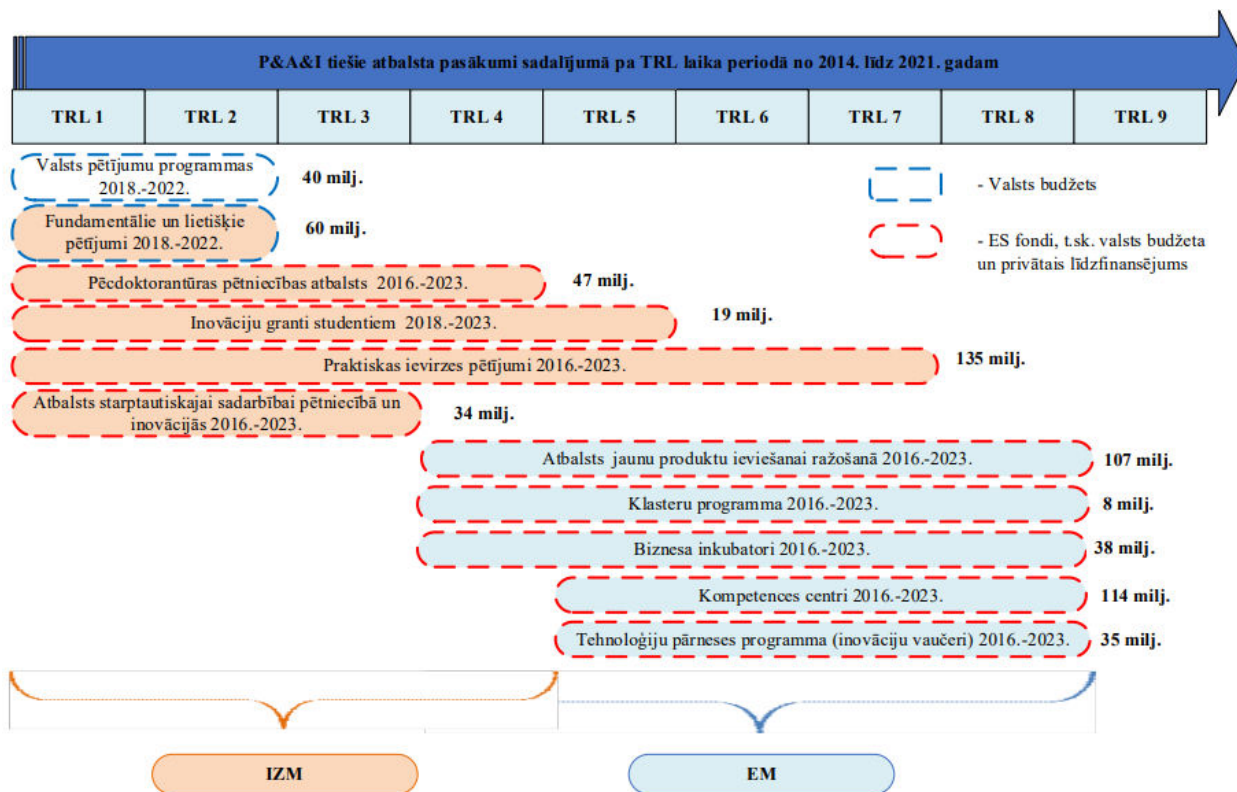 P&A&I tiešie atbalsta pasākumi sadalījumā pa TRL laika periodā no 2014. līdz 2021. gadam
TRL 1
TRL 2
TRL 3
TRL 4
TRL 5
TRL 6
TRL 7
TRL 8
TRL 9
Valsts pētījumu programmas
2018.-2022.
40 milj.
- Valsts budžets
Fundamentālie un lietišķie
pētījumi 2018.-2022.
60 milj.
- ES fondi, t.sk. valsts budžeta
un privātais līdzfinansējums
Pēcdoktorantūras pētniecības atbalsts 2016.-2023.
47 milj.
Inovāciju granti studentiem 2018.-2023.
19 milj.
Praktiskas ievirzes pētījumi 2016.-2023.
135 milj.
Atbalsts starptautiskajai sadarbībai pētniecībā un
inovācijās 2016.-2023.
34 milj.
Atbalsts jaunu produktu ieviešanai ražošanā 2016.-2023.
107 milj.
Klasteru programma 2016.-2023.
8 milj.
Biznesa inkubatori 2016.-2023.
38 milj.
Kompetences centri 2016.-2023.
114 milj.
Tehnoloģiju pārneses programma (inovāciju vaučeri) 2016.-2023.
35 milj.
IZM
EM